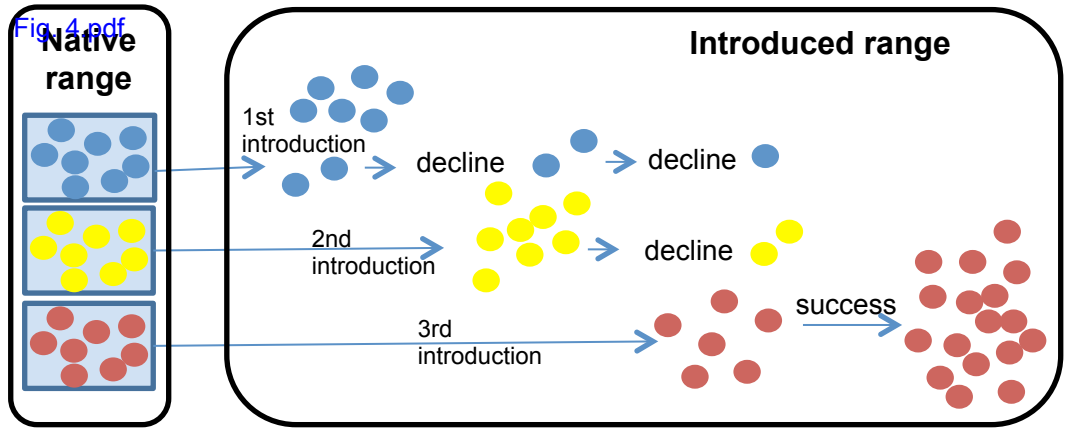 Fig. 4.pdf
Native
range
Introduced range
1st
introduction
decline
decline
2nd
introduction
decline
3rd
introduction
success